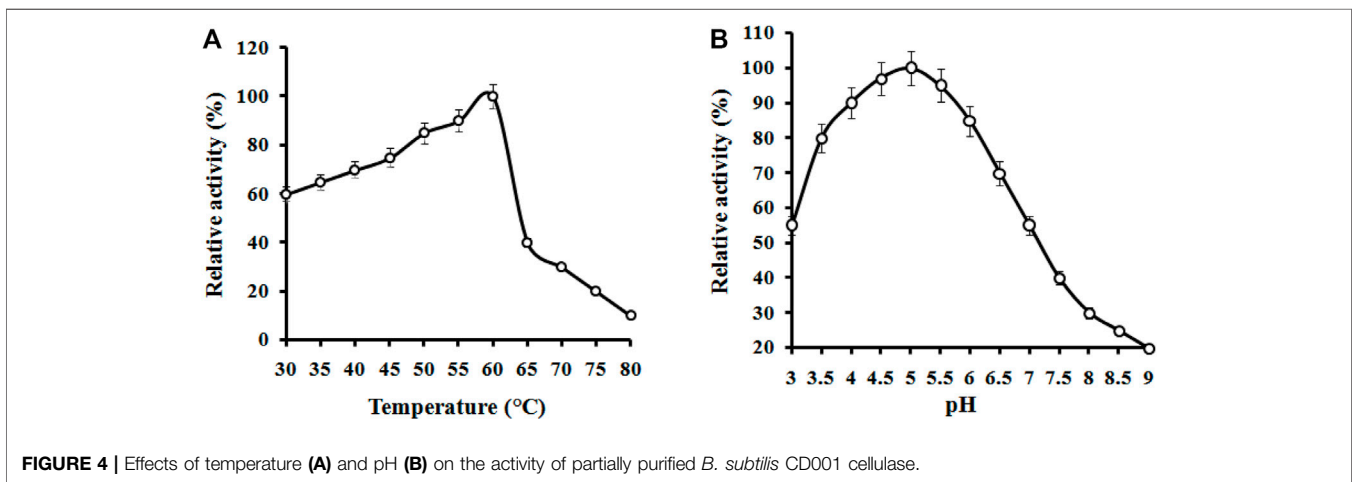 A
Relative activity (%)
120
100
80
60
40
20
0
30 35 40 45 50 55 60 65 70 75 80
Temperature (°C)
B
Relative activity (%)
110
100
90
80
70
60
50
40
30
20
3 3.5 4 4.5 5 5.5 6 6.5 7 7.5 8 8.5 9
pH
FIGURE 4 | Effects of temperature (A) and pH (B) on the activity of partially purified B. subtilis CD001 cellulase.